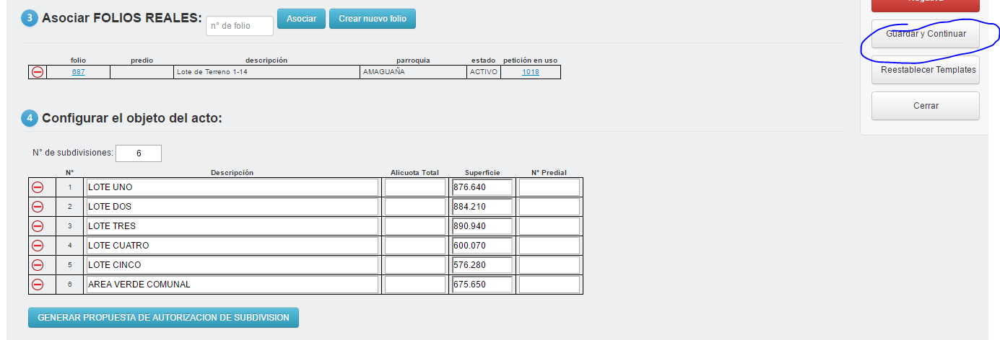 3 Asociar FOLIOS REALES: n° de folio Asociar Crear nuevo folio
Guardar y Continuar
folio predio descripción parroquia estado petición en uso
687 Lote de Terreno 1-14 AMAGUAÑA ACTIVO 1018
Reestablecer Templates
Cerrar
4 Configurar el objeto del acto:
N° de subdivisiones: 6
N° Descripción Alicuota Total Superficie N° Predial
1 LOTE UNO 876.640
2 LOTE DOS 884.210
3 LOTE TRES 890.940
4 LOTE CUATRO 600.070
5 LOTE CINCO 576.280
6 AREA VERDE COMUNAL 675.650
GENERAR PROPUESTA DE AUTORIZACION DE SUBDIVISION